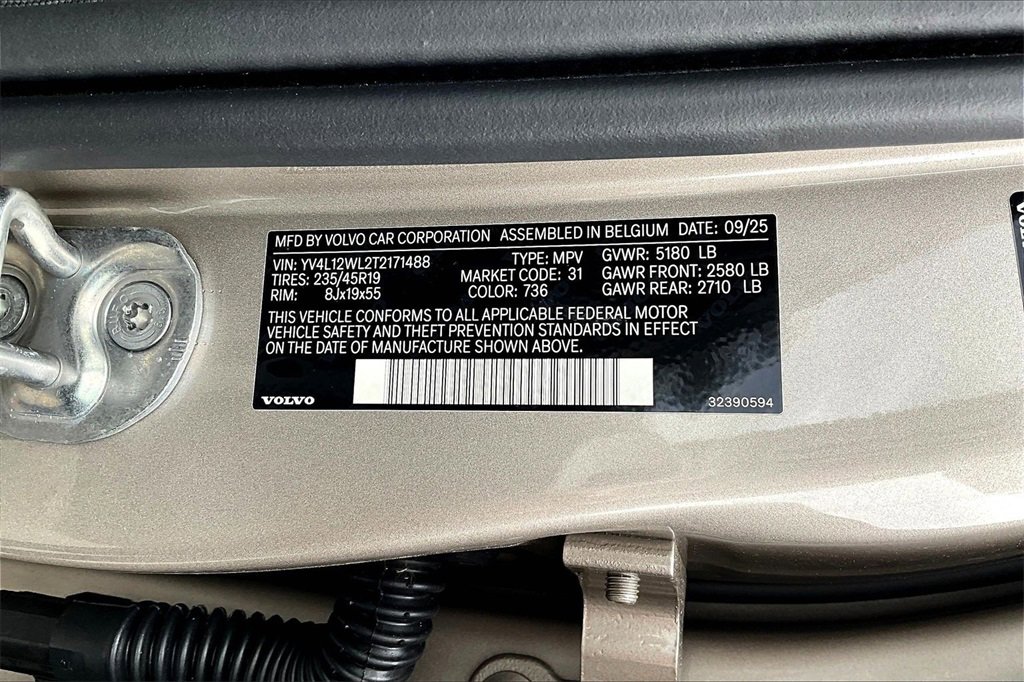 MFD BY VOLVO CAR CORPORATION ASSEMBLED IN BELGIUM DATE: 09/25
VIN: YV4L12WL2T2171488 TYPE: MPV GVWR: 5180 LB
TIRES: 235/45R19 MARKET CODE: 31 GAWR FRONT: 2580 LB
RIM: 8Jx19x55 COLOR: 736 GAWR REAR: 2710 LB
THIS VEHICLE CONFORMS TO ALL APPLICABLE FEDERAL MOTOR
VEHICLE SAFETY AND THEFT PREVENTION STANDARDS IN EFFECT
ON THE DATE OF MANUFACTURE SHOWN ABOVE.
VOLVO 32390594